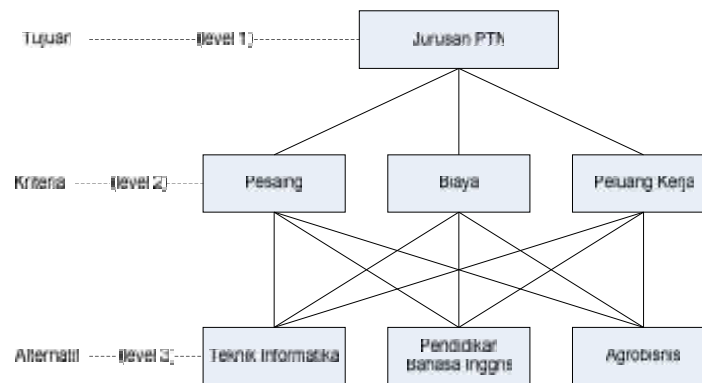 Tujuan (level 1) Jurusan PTN
Kriteria (level 2) Pesaing Biaya Peluang Kerja
Alternatif (level 3) Teknik Informatika Pendidikan Agrobisnis
Bahasa Inggris